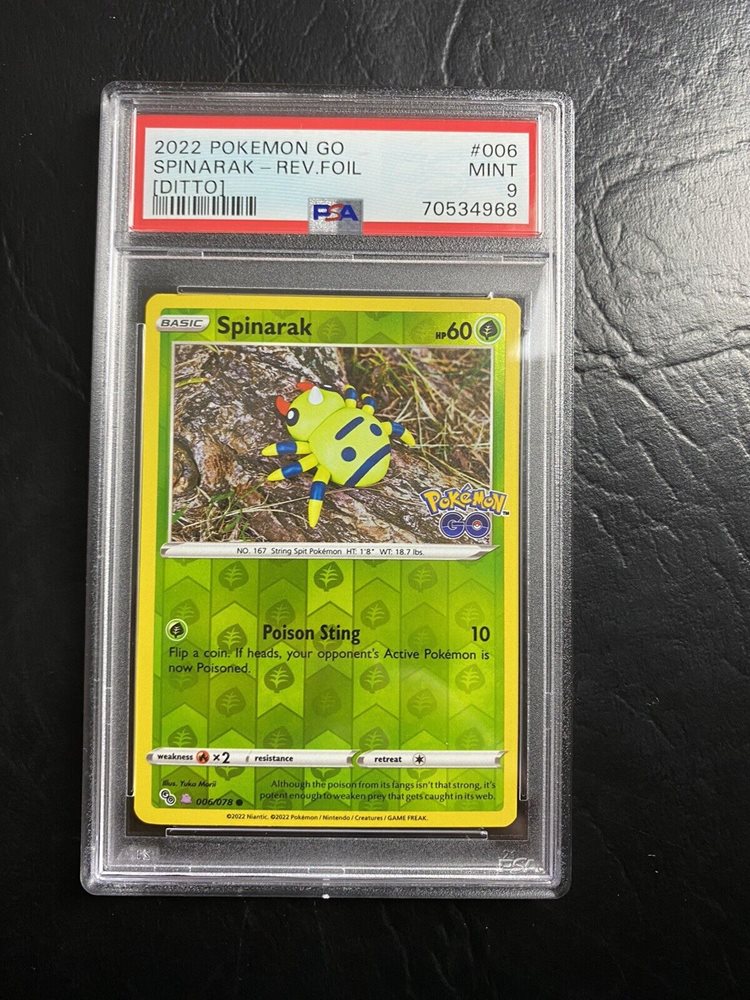 2022 POKEMON GO #006
SPINARAK - REV.FOIL MINT
[DITTO] 9
PSA 70534968
BASIC Spinarak HP60
Pokémon
GO
NO. 167 String Spit Pokémon HT: 1'8" WT: 18.7 lbs.
Poison Sting 10
Flip a coin. If heads, your opponent's Active Pokémon is
now Poisoned.
weakness ×2 resistance retreat
Illus. Yuka Morii
Although the poison from its fangs isn't that strong, it's
potent enough to weaken prey that gets caught in its web.
006/078
©2022 Niantic. ©2022 Pokémon / Nintendo / Creatures / GAME FREAK.